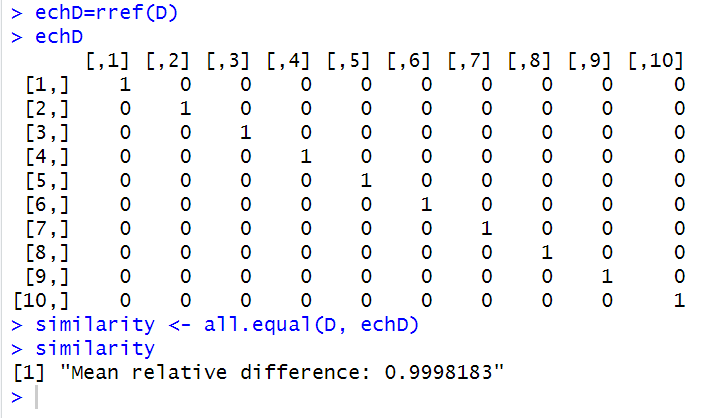 > echD=rref(D)
> echD
[,1] [,2] [,3] [,4] [,5] [,6] [,7] [,8] [,9] [,10]
[1,] 1 0 0 0 0 0 0 0 0 0
[2,] 0 1 0 0 0 0 0 0 0 0
[3,] 0 0 1 0 0 0 0 0 0 0
[4,] 0 0 0 1 0 0 0 0 0 0
[5,] 0 0 0 0 1 0 0 0 0 0
[6,] 0 0 0 0 0 1 0 0 0 0
[7,] 0 0 0 0 0 0 1 0 0 0
[8,] 0 0 0 0 0 0 0 1 0 0
[9,] 0 0 0 0 0 0 0 0 1 0
[10,] 0 0 0 0 0 0 0 0 0 1
> similarity <- all.equal(D, echD)
> similarity
[1] "Mean relative difference: 0.9998183"
>